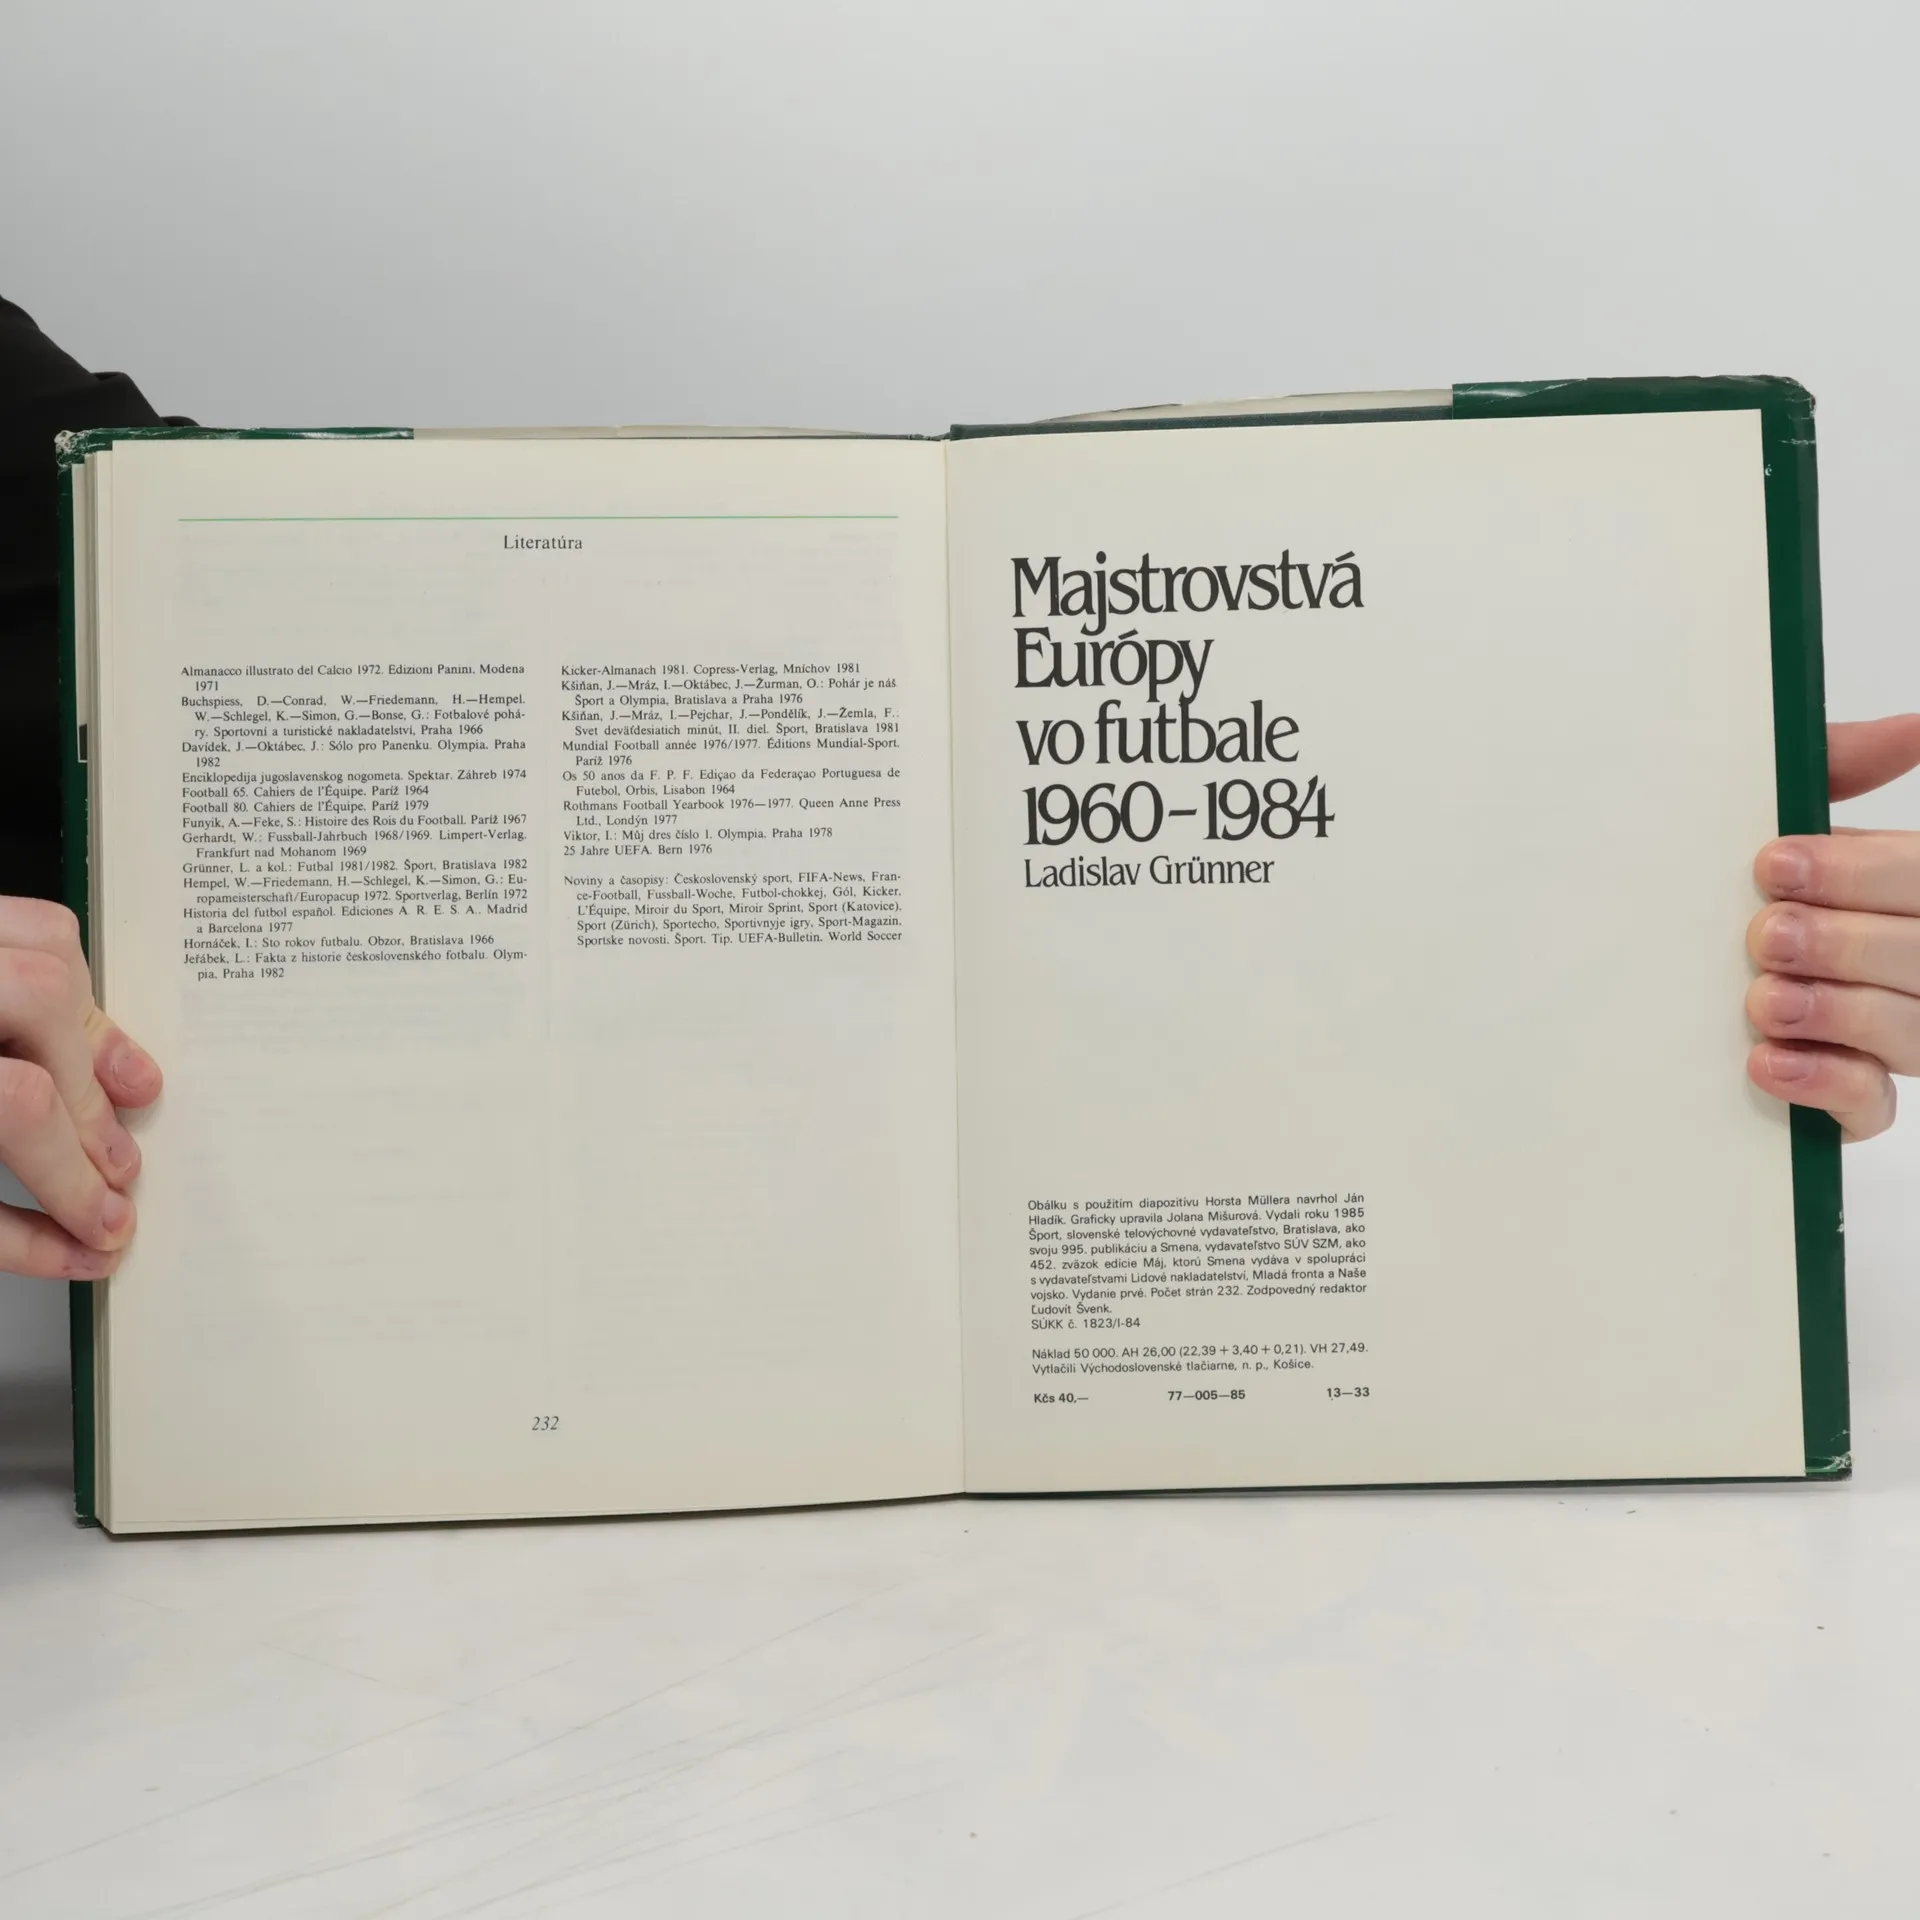 Literatúra
Almanacco illustrato del Calcio 1972. Edizioni Panini. Modena
1971
Buchspiess, D.—Conrad, W.—Friedemann, H.—Hempel.
W.—Schlegel, K.—Simon, G.—Bonse, G.: Fotbalové pohá-
ry. Sportovní a turistické nakladatelství, Praha 1966
Davídek, J.—Oktábec, J.: Sólo pro Panenku. Olympia. Praha
1982
Enciklopedija jugoslavenskog nogometa. Spektar. Záhreb 1974
Football 65. Cahiers de l'Équipe. Paríž 1964
Football 80. Cahiers de l'Équipe. Paríž 1979
Funyik, A.—Feke, S.: Histoire des Rois du Football. Paríž 1967
Gerhardt, W.: Fussball-Jahrbuch 1968/1969. Limpert-Verlag.
Frankfurt nad Mohanom 1969
Grünner, L. a kol.: Futbal 1981/1982. Šport, Bratislava 1982
Hempel, W.—Friedemann, H.—Schlegel, K.—Simon, G.: Eu-
ropameisterschaft/Europacup 1972. Sportverlag, Berlín 1972
Historia del futbol español. Ediciones A. R. E. S. A.. Madrid
a Barcelona 1977
Hornáček, I.: Sto rokov futbalu. Obzor, Bratislava 1966
Jeřábek, L.: Fakta z historie československého fotbalu. Olym-
pia. Praha 1982
Kicker-Almanach 1981. Copress-Verlag, Mníchov 1981
Kšiňan, J.—Mráz, I.—Oktábec, J.—Žurman, O.: Pohár je náš.
Šport a Olympia, Bratislava a Praha 1976
Kšiňan, J.—Mráz, I.—Pejchar, J.—Pondělík, J.—Žemla, F.:
Svet deväťdesiatich minút, II. diel. Šport, Bratislava 1981
Mundial Football année 1976/1977. Éditions Mundial-Sport.
Paríž 1976
Os 50 anos da F. P. F. Ediçao da Federaçao Portuguesa de
Futebol, Orbis, Lisabon 1964
Rothmans Football Yearbook 1976—1977. Queen Anne Press
Ltd., Londýn 1977
Viktor, I.: Můj dres číslo 1. Olympia. Praha 1978
25 Jahre UEFA. Bern 1976
Noviny a časopisy: Československý sport, FIFA-News, Fran-
ce-Football, Fussball-Woche, Futbol-chokkej, Gól, Kicker,
L'Équipe, Miroir du Sport, Miroir Sprint, Sport (Katovice),
Sport (Zürich), Sportecho, Sportivnyje igry, Sport-Magazin,
Sportske novosti. Šport. Tip. UEFA-Bulletin. World Soccer
232
Majstrovstvá
Európy
vo futbale
1960–1984
Ladislav Grünner
Obálku s použitím diapozitívu Horsta Müllera navrhol Ján
Hladík. Graficky upravila Jolana Mišurová. Vydali roku 1985
Šport, slovenské telovýchovné vydavateľstvo, Bratislava, ako
svoju 995. publikáciu a Smena, vydavateľstvo SÚV SZM, ako
452. zväzok edície Máj, ktorú Smena vydáva v spolupráci
s vydavateľstvami Lidové nakladatelství, Mladá fronta a Naše
vojsko. Vydanie prvé. Počet strán 232. Zodpovedný redaktor
Ľudovít Švenk.
SÚKK č. 1823/I-84
Náklad 50 000. AH 26,00 (22,39 + 3,40 + 0,21). VH 27,49.
Vytlačili Východoslovenské tlačiarne, n. p., Košice.
Kčs 40,— 77—005—85 13—33